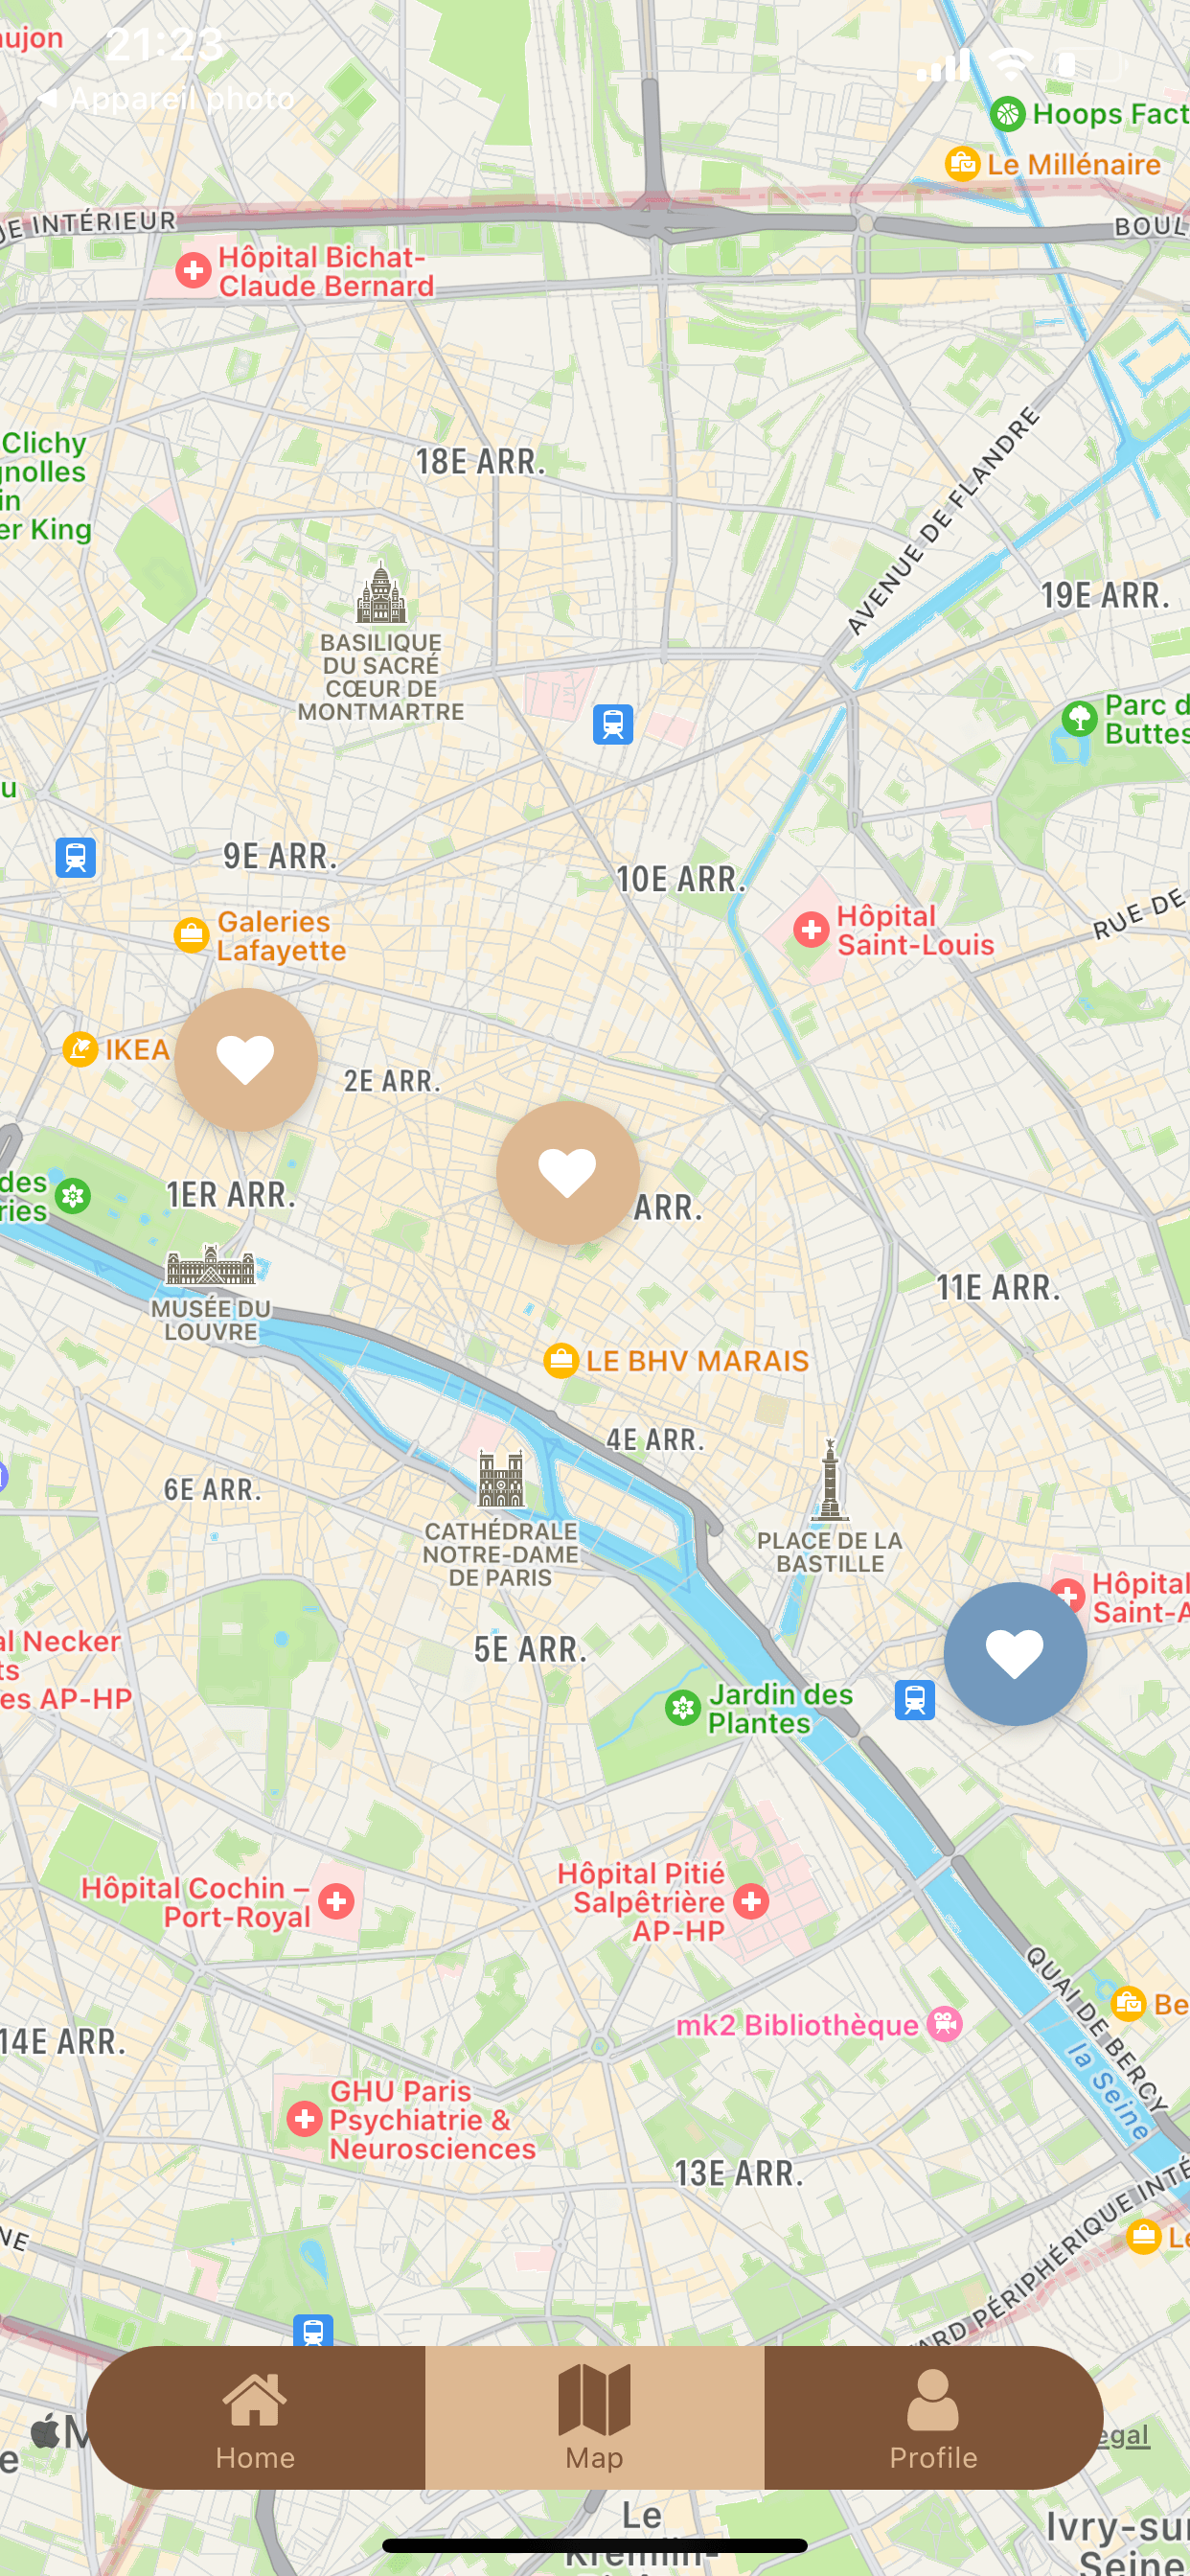 aujon
21:23
Appareil photo
Hoops Fact
Le Millénaire
UE INTÉRIEUR
BOUL
Hôpital Bichat-
Claude Bernard
Clichy
gnolles
in
er King
18E ARR.
AVENUE DE FLANDRE
19E ARR.
BASILIQUE
DU SACRÉ
CŒUR DE
MONTMARTRE
Parc d
Buttes
u
9E ARR.
10E ARR.
Galeries
Lafayette
Hôpital
Saint-Louis
RUE DE
IKEA
2E ARR.
des
ries
1ER ARR.
ARR.
MUSÉE DU
LOUVRE
11E ARR.
LE BHV MARAIS
4E ARR.
6E ARR.
CATHÉDRALE
NOTRE-DAME
DE PARIS
PLACE DE LA
BASTILLE
Hôpital
Saint-A
al Necker
ts
es AP-HP
5E ARR.
Jardin des
Plantes
Hôpital Cochin –
Port-Royal
Hôpital Pitié
Salpêtrière
AP-HP
QUAI DE BERCY
Be
mk2 Bibliothèque
14E ARR.
la Seine
GHU Paris
Psychiatrie &
Neurosciences
13E ARR.
NE
ARD PÉRIPHÉRIQUE INTÉ
Le
Home
Map
Profile
M
egal
e
Le
Kremlin-
Ivry-sur
Seine